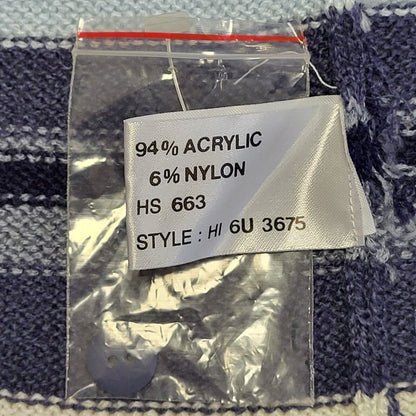 94% ACRYLIC
6% NYLON
HS 663
STYLE : HI 6U 3675